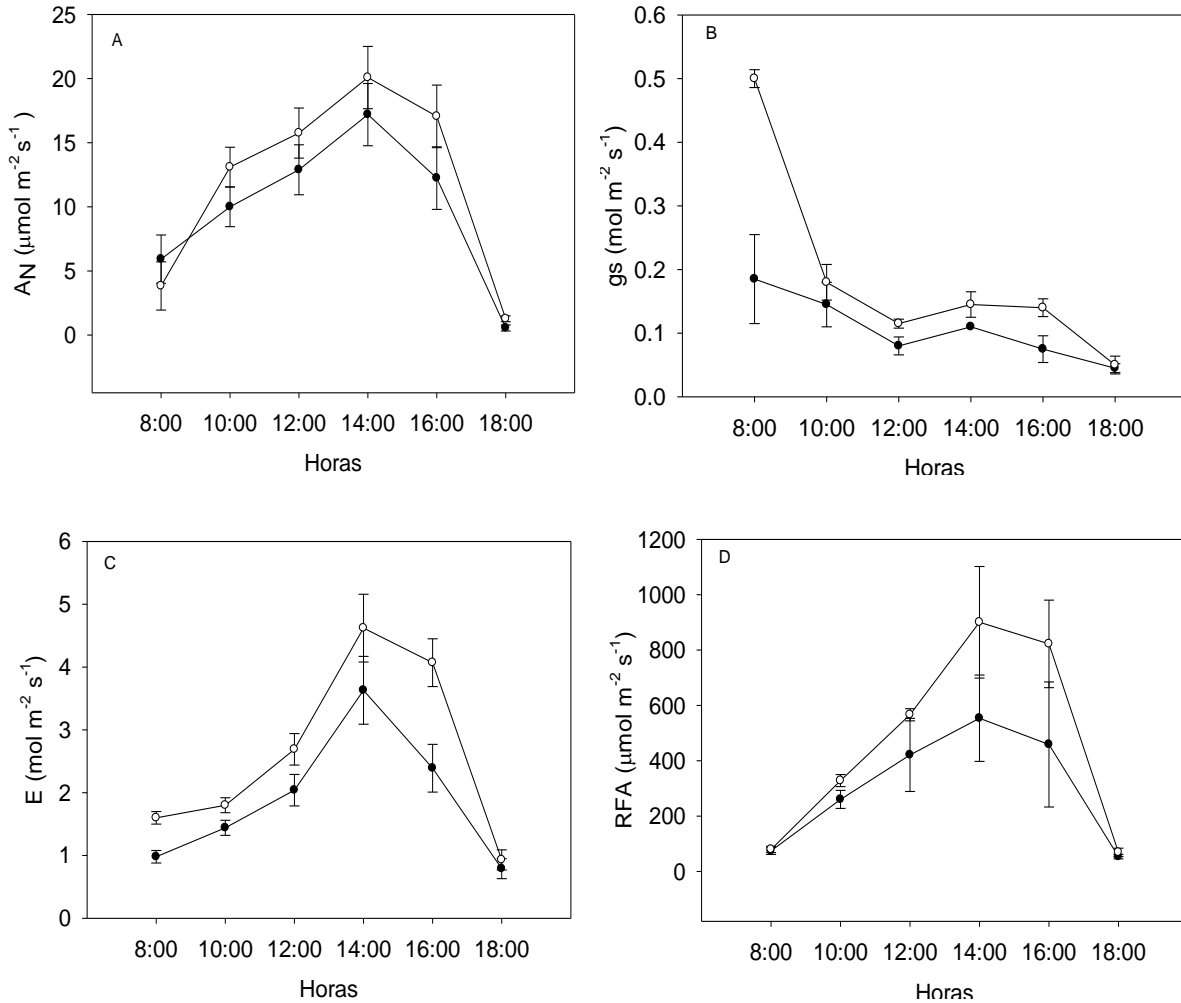 A
25
20
15
10
5
0
AN (μmol m-2 s-1)
8:00 10:00 12:00 14:00 16:00 18:00
Horas
B
0.6
0.5
0.4
0.3
0.2
0.1
0.0
gs (mol m-2 s-1)
8:00 10:00 12:00 14:00 16:00 18:00
Horas
C
6
5
4
3
2
1
0
E (mol m-2 s-1)
8:00 10:00 12:00 14:00 16:00 18:00
Horas
D
1200
1000
800
600
400
200
0
RFA (μmol m-2 s-1)
8:00 10:00 12:00 14:00 16:00 18:00
Horas